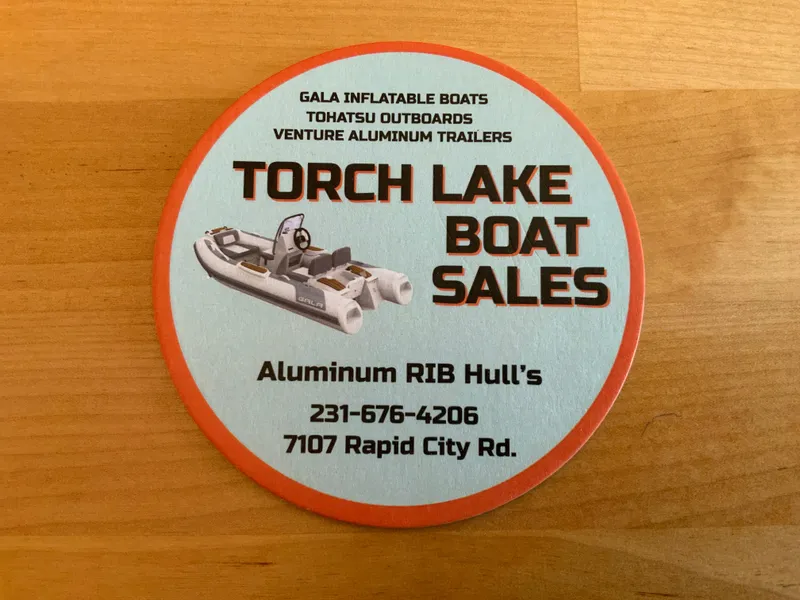 GALA INFLATABLE BOATS
TOHATSU OUTBOARDS
VENTURE ALUMINUM TRAILERS
TORCH LAKE
BOAT
SALES
GALA
Aluminum RIB Hull's
231-676-4206
7107 Rapid City Rd.